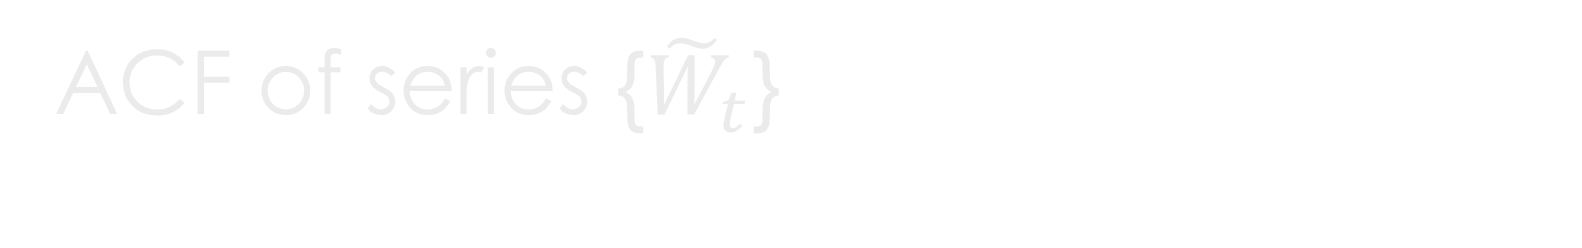 ACF of series {W̃ₜ}